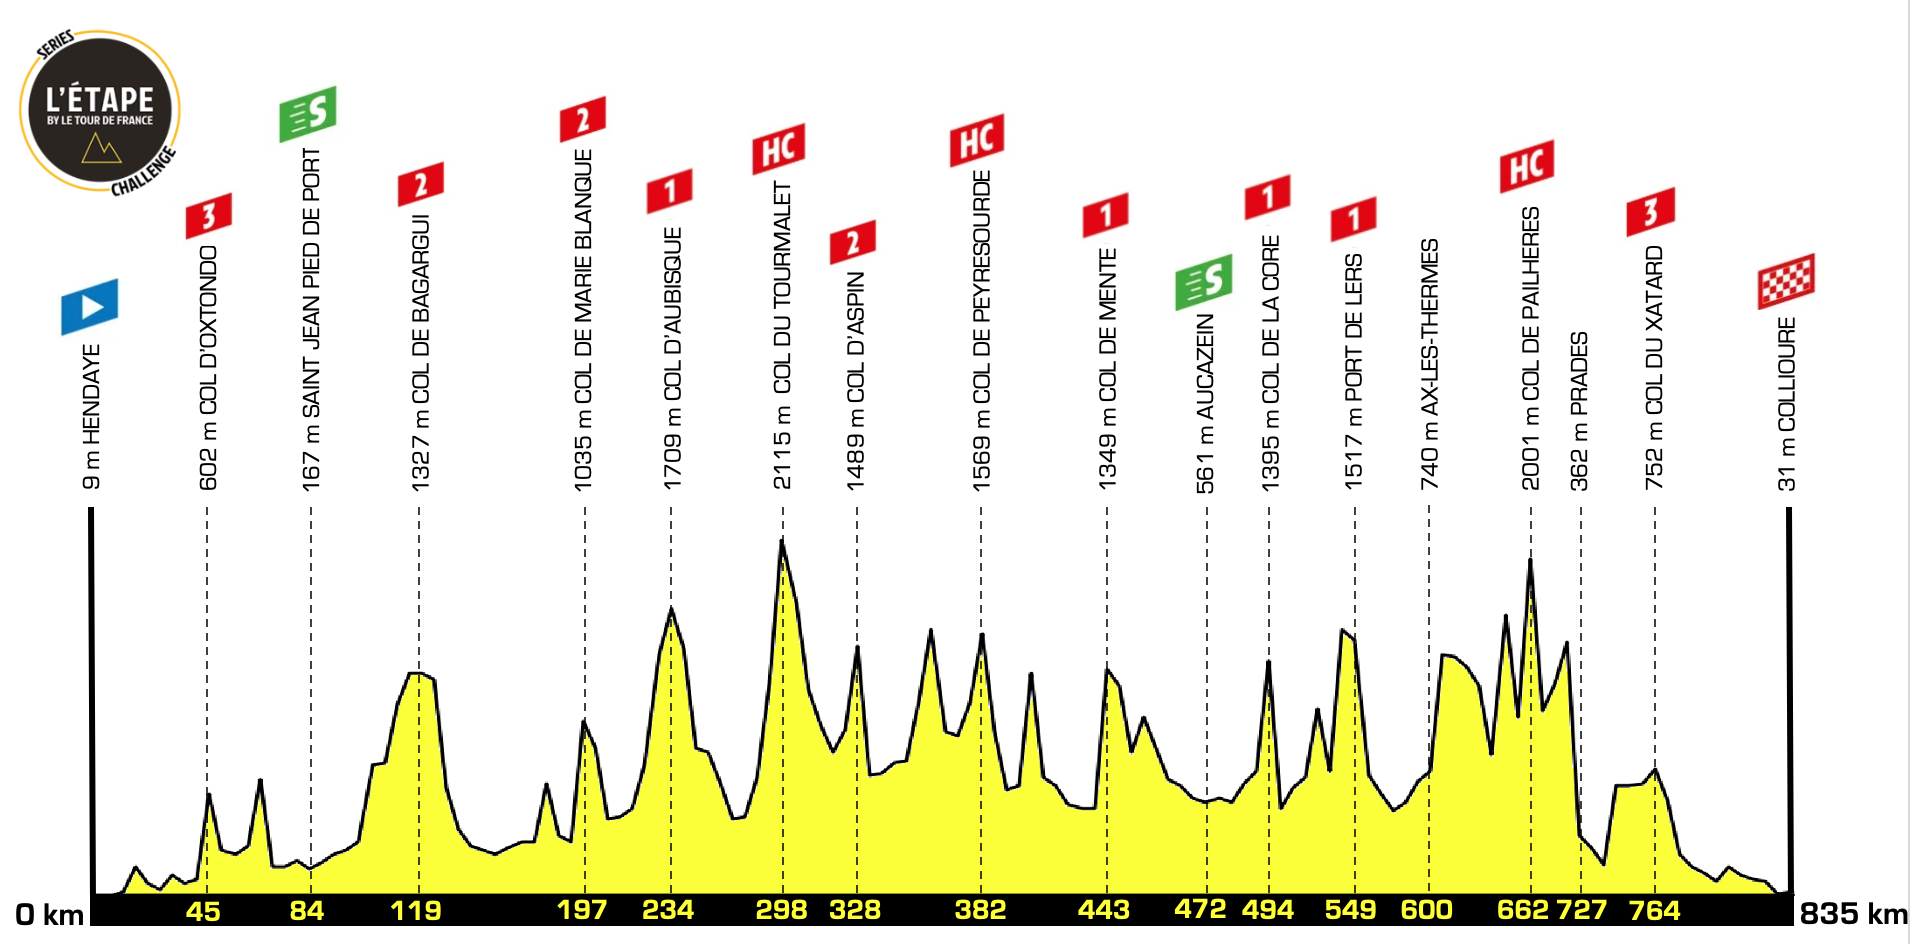 SERIES
L'ÉTAPE
BY LE TOUR DE FRANCE
CHALLENGE
9 m HENDAYE
3
602 m COL D'OXTONDO
S
167 m SAINT JEAN PIED DE PORT
2
1327 m COL DE BAGARGUI
2
1035 m COL DE MARIE BLANQUE
1
1709 m COL D'AUBISQUE
HC
2115 m COL DU TOURMALET
2
1489 m COL D'ASPIN
HC
1569 m COL DE PEYRESOURDE
1
1349 m COL DE MENTE
S
561 m AUCAZEIN
1
1395 m COL DE LA CORE
1
1517 m PORT DE LERS
740 m AX-LES-THERMES
HC
2001 m COL DE PAILHERES
362 m PRADES
3
752 m COL DU XATARD
31 m COLLIOURE
0 km 45 84 119 197 234 298 328 382 443 472 494 549 600 662 727 764 835 km